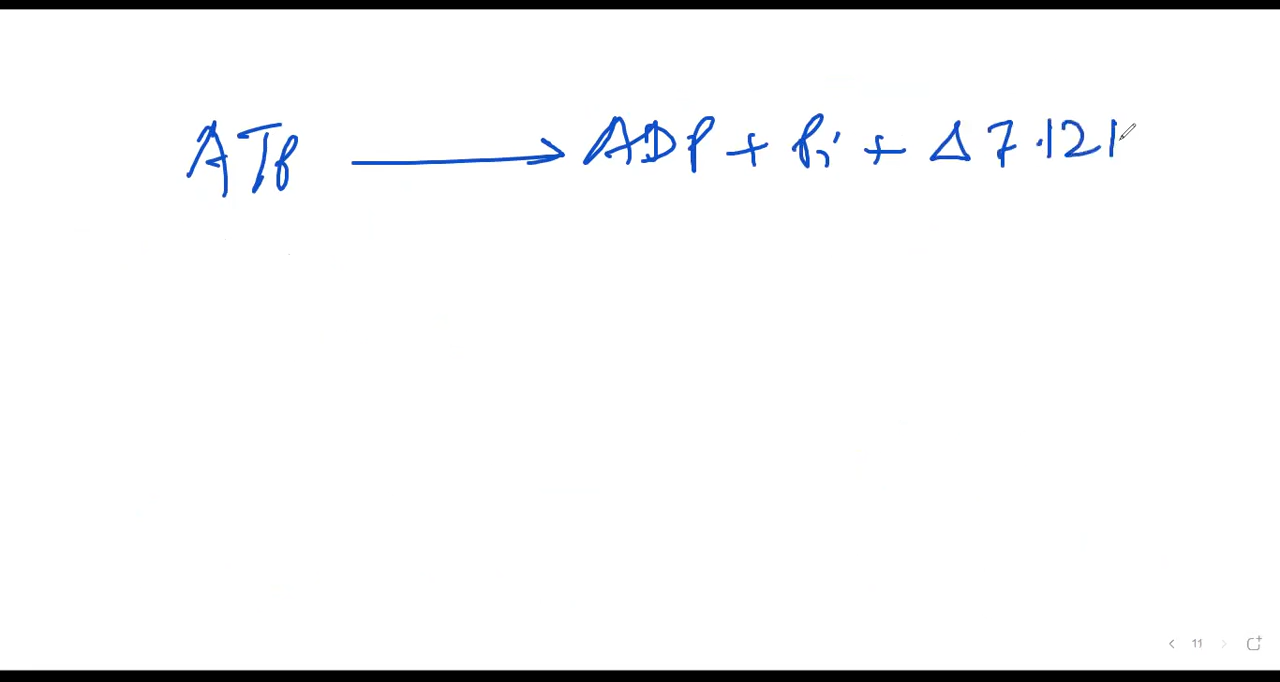 ATP → ADP + Pi + Δ 7.12
11